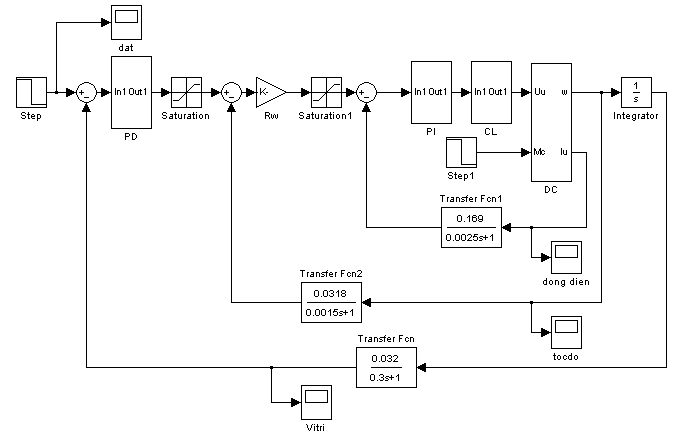 dat
Step
In1 Out1
PD
Saturation
K-
Rw
Saturation1
In1 Out1
PI
In1 Out1
CL
Uu
w
Mc
Iu
DC
1
s
Integrator
Step1
Transfer Fcn1
0.169
0.0025s+1
dong dien
Transfer Fcn2
0.0318
0.0015s+1
tocdo
Transfer Fcn
0.032
0.3s+1
Vitri